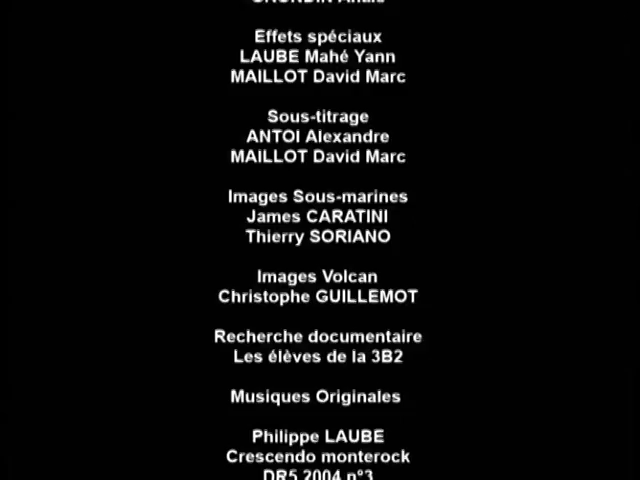 Effets spéciaux
LAUBE Mahé Yann
MAILLOT David Marc
Sous-titrage
ANTOI Alexandre
MAILLOT David Marc
Images Sous-marines
James CARATINI
Thierry SORIANO
Images Volcan
Christophe GUILLEMOT
Recherche documentaire
Les élèves de la 3B2
Musiques Originales
Philippe LAUBE
Crescendo monterock
DR5 2004 n°3